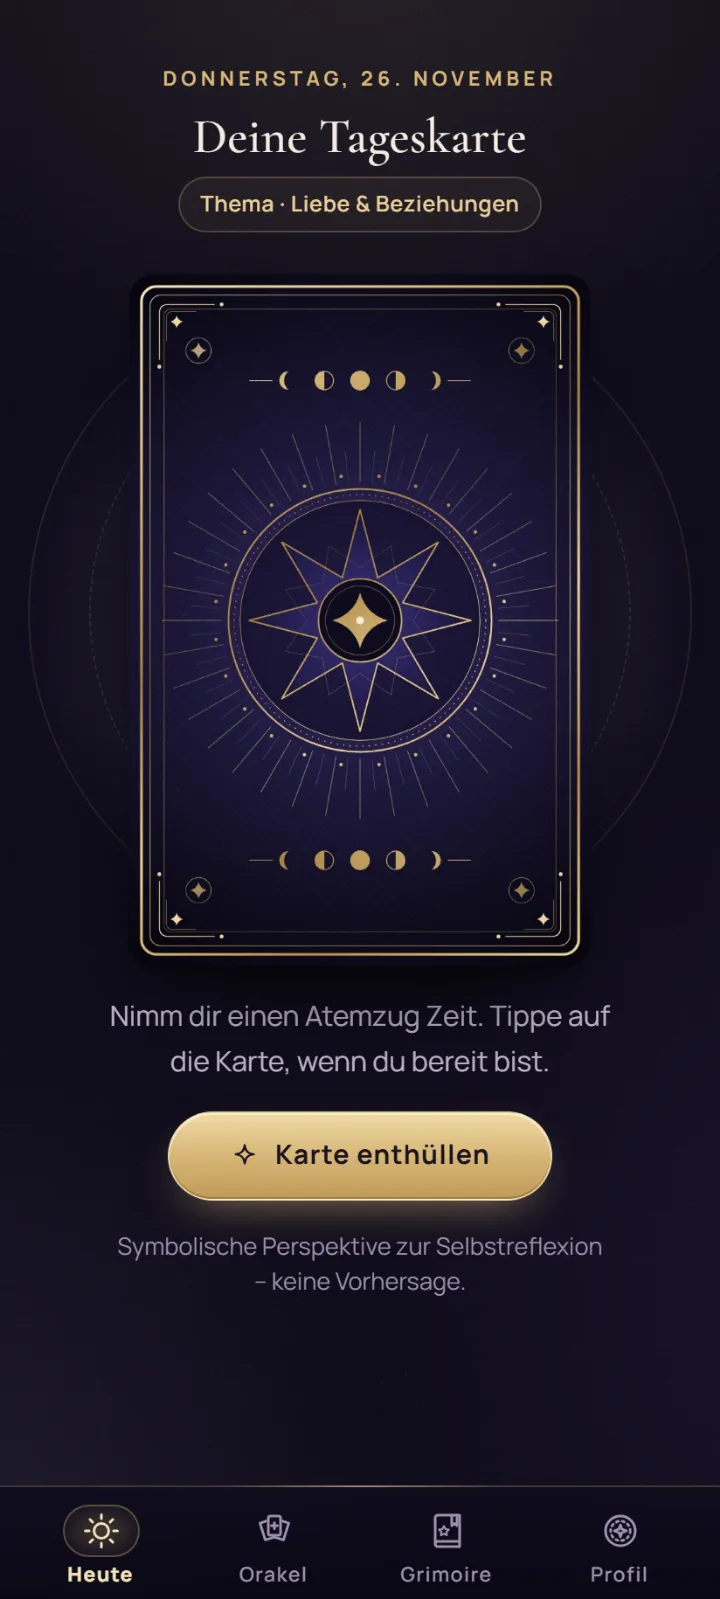 DONNERSTAG, 26. NOVEMBER
Deine Tageskarte
Thema · Liebe & Beziehungen
Nimm dir einen Atemzug Zeit. Tippe auf
die Karte, wenn du bereit bist.
Karte enthüllen
Symbolische Perspektive zur Selbstreflexion
– keine Vorhersage.
Heute
Orakel
Grimoire
Profil